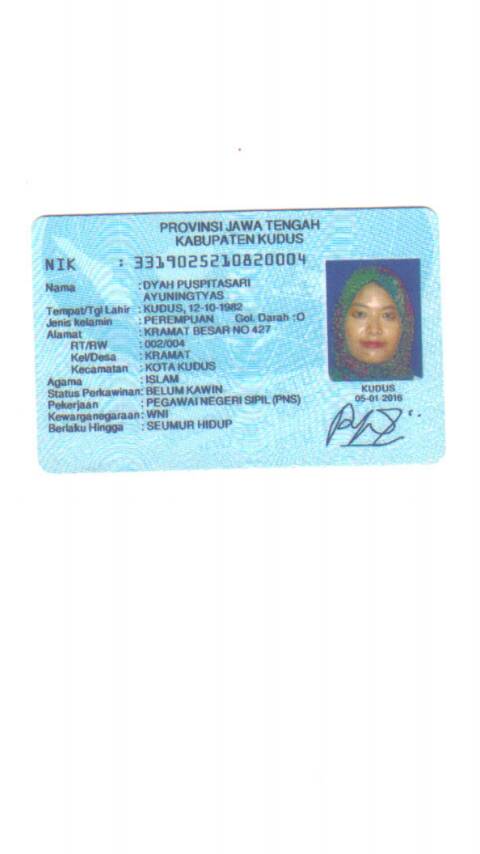 PROVINSI JAWA TENGAH
KABUPATEN KUDUS
NIK : 3319025210820004
Nama : DYAH PUSPITASARI
AYUNINGTYAS
Tempat/Tgl Lahir : KUDUS, 12-10-1982
Jenis kelamin : PEREMPUAN Gol. Darah : O
Alamat : KRAMAT BESAR NO 427
RT/RW : 002/004
Kel/Desa : KRAMAT
Kecamatan : KOTA KUDUS
Agama : ISLAM
Status Perkawinan: BELUM KAWIN
Pekerjaan : PEGAWAI NEGERI SIPIL (PNS)
Kewarganegaraan: WNI
Berlaku Hingga : SEUMUR HIDUP
KUDUS
05-01-2016